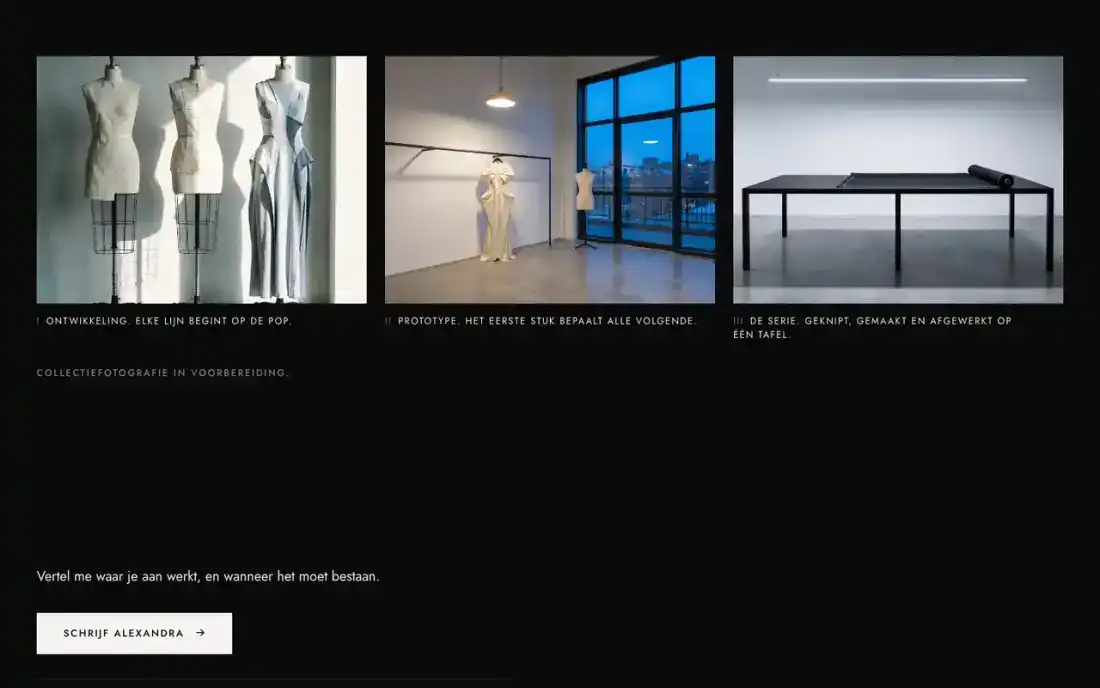 I ONTWIKKELING. ELKE LIJN BEGINT OP DE POP.
II PROTOTYPE. HET EERSTE STUK BEPAALT ALLE VOLGENDE.
III DE SERIE. GEKNIPT, GEMAAKT EN AFGEWERKT OP
ÉÉN TAFEL.
COLLECTIEFOTOGRAFIE IN VOORBEREIDING.
Vertel me waar je aan werkt, en wanneer het moet bestaan.
SCHRIJF ALEXANDRA →